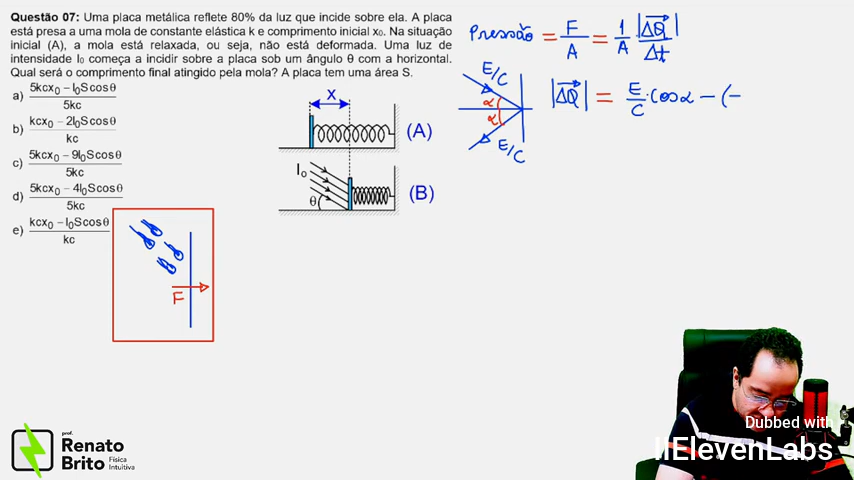 Questão 07: Uma placa metálica reflete 80% da luz que incide sobre ela. A placa
está presa a uma mola de constante elástica k e comprimento inicial x₀. Na situação
inicial (A), a mola está relaxada, ou seja, não está deformada. Uma luz de
intensidade I₀ começa a incidir sobre a placa sob um ângulo θ com a horizontal.
Qual será o comprimento final atingido pela mola? A placa tem uma área S.
a) (5kcx₀ – I₀Scosθ)/5kc
b) (kcx₀ – 2I₀Scosθ)/kc
c) (5kcx₀ – 9I₀Scosθ)/5kc
d) (5kcx₀ – 4I₀Scosθ)/5kc
e) (kcx₀ – I₀Scosθ)/kc
x
(A)
I₀
θ
(B)
F
Pressão = F/A = 1/A |ΔQ|/Δt
E/C
α
α
E/C
|ΔQ| = E/C · cosα – (–
prof.
Renato
Brito
Física
Intuitiva
Dubbed with
IIElevenLabs